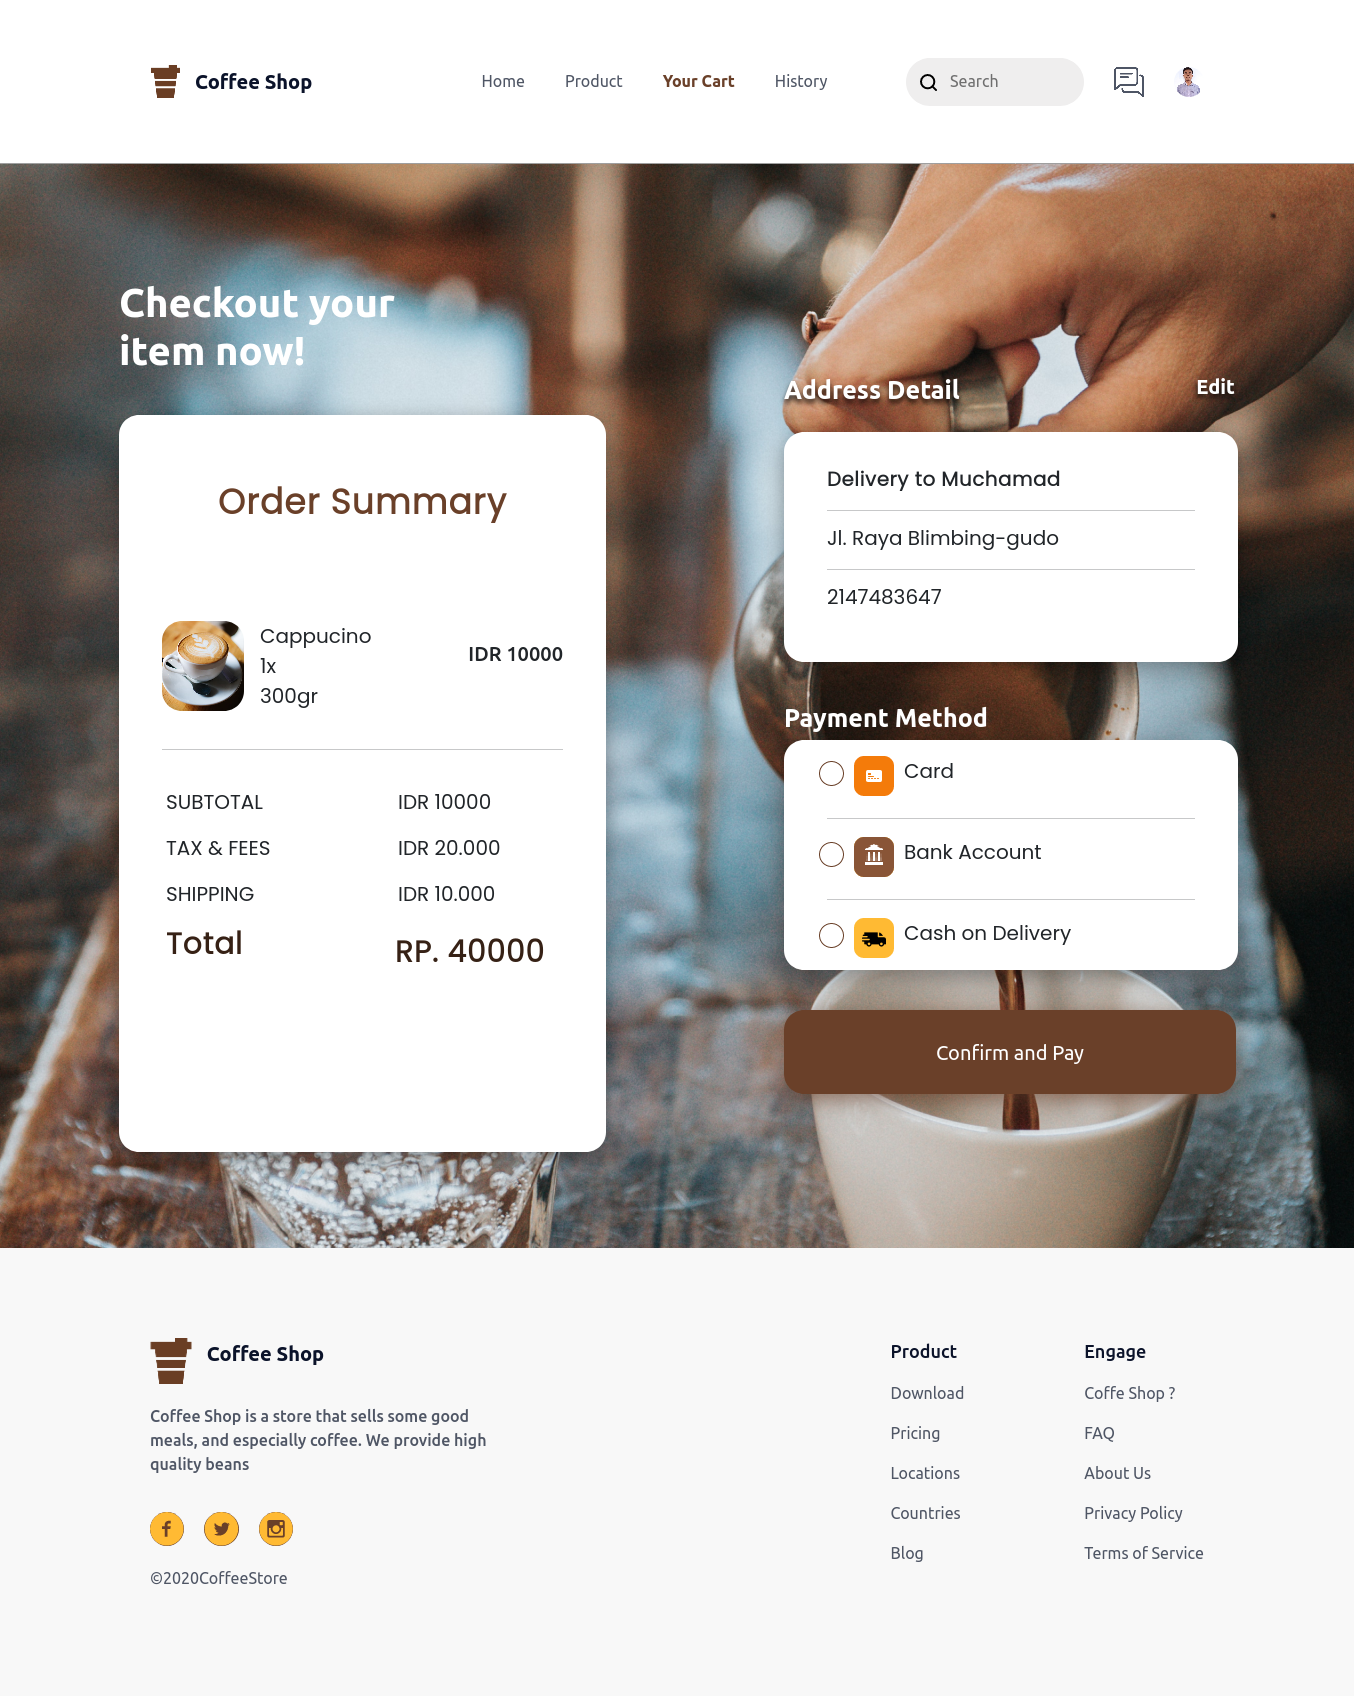 Coffee Shop
Home Product Your Cart History
Search
Checkout your
item now!
Order Summary
Cappucino
1x
300gr
IDR 10000
SUBTOTAL IDR 10000
TAX & FEES IDR 20.000
SHIPPING IDR 10.000
Total RP. 40000
Address Detail Edit
Delivery to Muchamad
Jl. Raya Blimbing-gudo
2147483647
Payment Method
Card
Bank Account
Cash on Delivery
Confirm and Pay
Coffee Shop
Coffee Shop is a store that sells some good
meals, and especially coffee. We provide high
quality beans
©2020CoffeeStore
Product
Download
Pricing
Locations
Countries
Blog
Engage
Coffe Shop ?
FAQ
About Us
Privacy Policy
Terms of Service